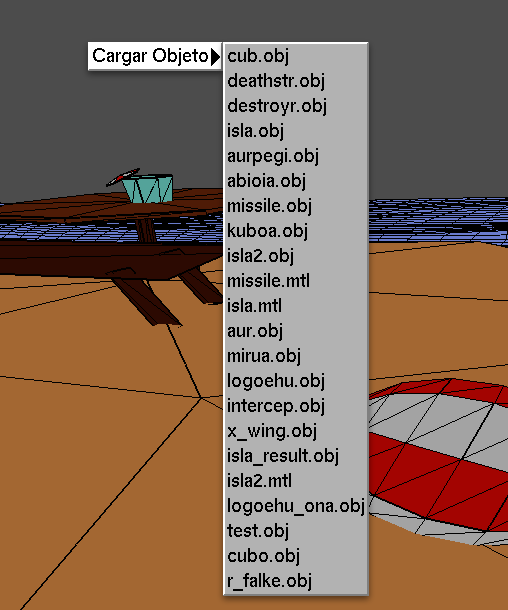 Cargar Objeto
cub.obj
deathstr.obj
destroyr.obj
isla.obj
aurpegi.obj
abioia.obj
missile.obj
kuboa.obj
isla2.obj
missile.mtl
isla.mtl
aur.obj
mirua.obj
logoehu.obj
intercep.obj
x_wing.obj
isla_result.obj
isla2.mtl
logoehu_ona.obj
test.obj
cubo.obj
r_falke.obj